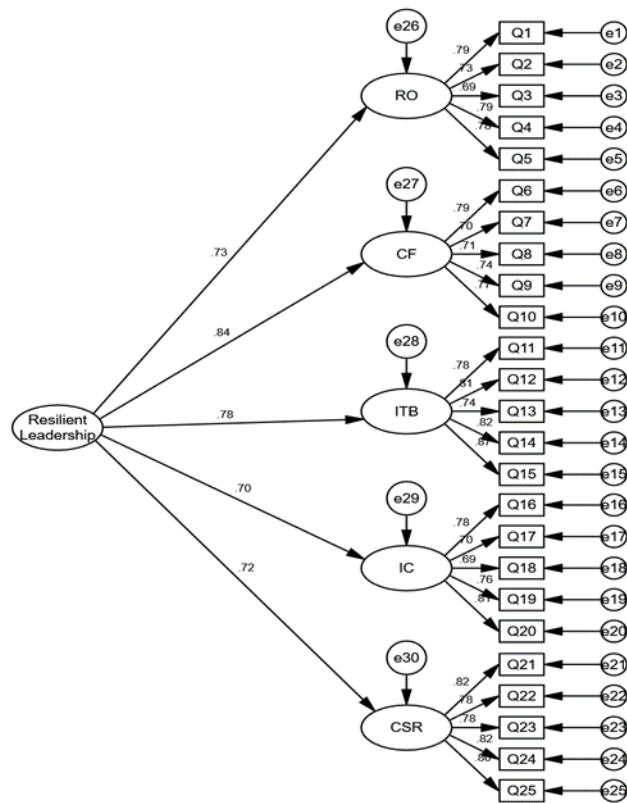 e26
RO
.79
.73
.69
.79
.78
Q1
e1
Q2
e2
Q3
e3
Q4
e4
Q5
e5
e27
CF
.79
.70
.71
.74
.77
Q6
e6
Q7
e7
Q8
e8
Q9
e9
Q10
e10
e28
ITB
.78
.81
.74
.82
.87
Q11
e11
Q12
e12
Q13
e13
Q14
e14
Q15
e15
e29
IC
.78
.70
.69
.76
.81
Q16
e16
Q17
e17
Q18
e18
Q19
e19
Q20
e20
e30
CSR
.82
.78
.78
.82
Q21
e21
Q22
e22
Q23
e23
Q24
e24
Q25
e25
Resilient
Leadership
.73
.84
.78
.70
.72